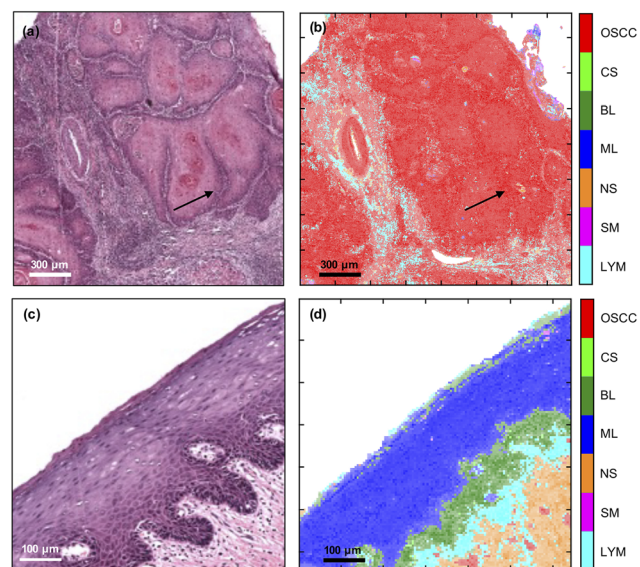 (a)
300 µm
(b)
300 µm
OSCC
CS
BL
ML
NS
SM
LYM
(c)
100 µm
(d)
100 µm
OSCC
CS
BL
ML
NS
SM
LYM